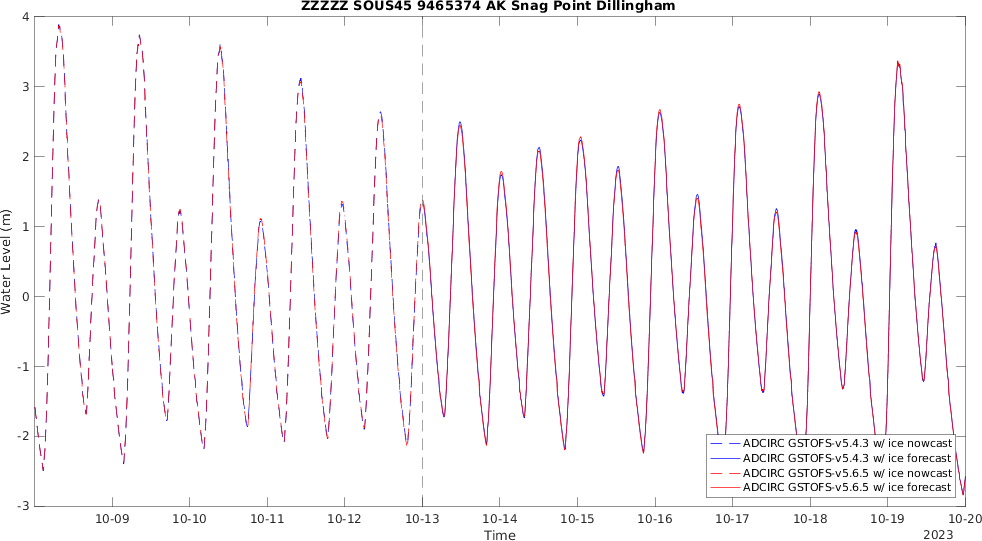 ZZZZZ SOUS45 9465374 AK Snag Point Dillingham
Water Level (m)
4
3
2
1
0
-1
-2
-3
ADCIRC GSTOFS-v5.4.3 w/ ice nowcast
ADCIRC GSTOFS-v5.4.3 w/ ice forecast
ADCIRC GSTOFS-v5.6.5 w/ ice nowcast
ADCIRC GSTOFS-v5.6.5 w/ ice forecast
10-09 10-10 10-11 10-12 10-13 10-14 10-15 10-16 10-17 10-18 10-19 10-20
Time
2023